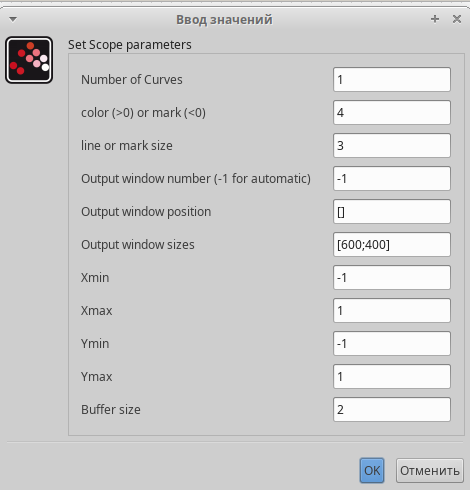 Ввод значений
Set Scope parameters
Number of Curves 1
color (>0) or mark (<0) 4
line or mark size 3
Output window number (-1 for automatic) -1
Output window position []
Output window sizes [600;400]
Xmin -1
Xmax 1
Ymin -1
Ymax 1
Buffer size 2
OK Отменить